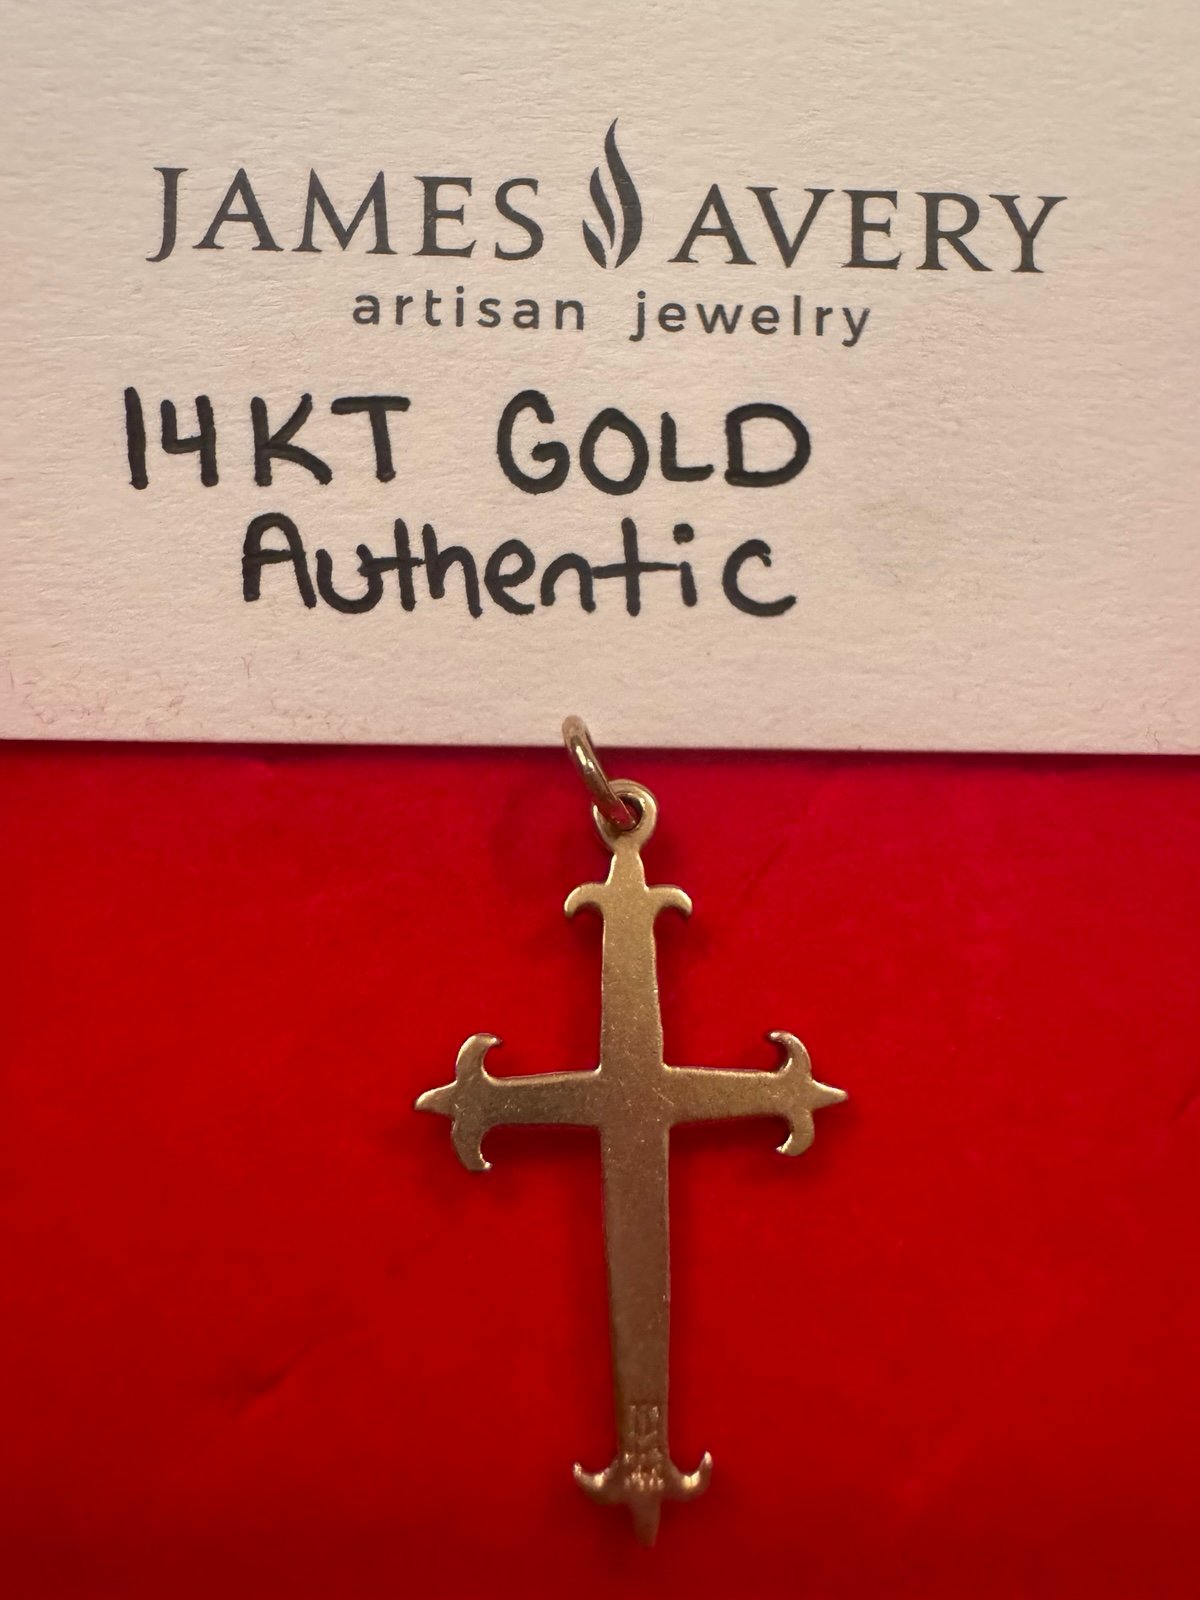 JAMES AVERY
artisan jewelry
14KT GOLD
Authentic